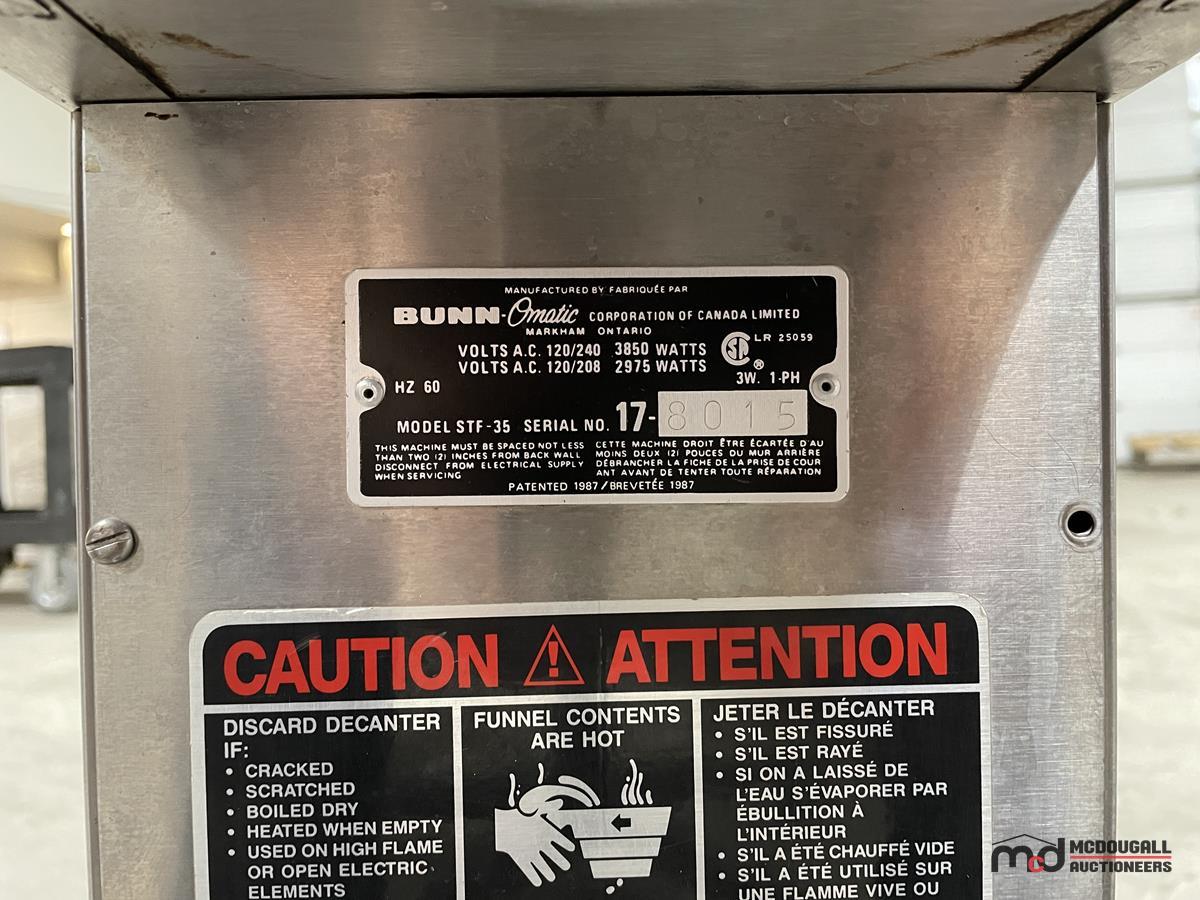 MANUFACTURED BY FABRIQUÉE PAR
BUNN-Omatic CORPORATION OF CANADA LIMITED
MARKHAM ONTARIO
VOLTS A.C. 120/240 3850 WATTS
VOLTS A.C. 120/208 2975 WATTS
LR 25059
®
HZ 60
3W. 1-PH
MODEL STF-35 SERIAL NO. 17-8015
THIS MACHINE MUST BE SPACED NOT LESS
THAN TWO (2) INCHES FROM BACK WALL
DISCONNECT FROM ELECTRICAL SUPPLY
WHEN SERVICING
CETTE MACHINE DROIT ÊTRE ÉCARTÉE D'AU
MOINS DEUX (2) POUCES DU MUR ARRIÈRE
DÉBRANCHER LA FICHE DE LA PRISE DE COUR
ANT AVANT DE TENTER TOUTE RÉPARATION
PATENTED 1987/BREVETÉE 1987
CAUTION ! ATTENTION
DISCARD DECANTER
IF:
• CRACKED
• SCRATCHED
• BOILED DRY
• HEATED WHEN EMPTY
• USED ON HIGH FLAME
OR OPEN ELECTRIC
ELEMENTS
FUNNEL CONTENTS
ARE HOT
JETER LE DÉCANTER
• S'IL EST FISSURÉ
• S'IL EST RAYÉ
• SI ON A LAISSÉ DE
L'EAU S'ÉVAPORER PAR
ÉBULLITION À
L'INTÉRIEUR
• S'IL A ÉTÉ CHAUFFÉ VIDE
• S'IL A ÉTÉ UTILISÉ SUR
UNE FLAMME VIVE OU
mcd MCDOUGALL
AUCTIONEERS